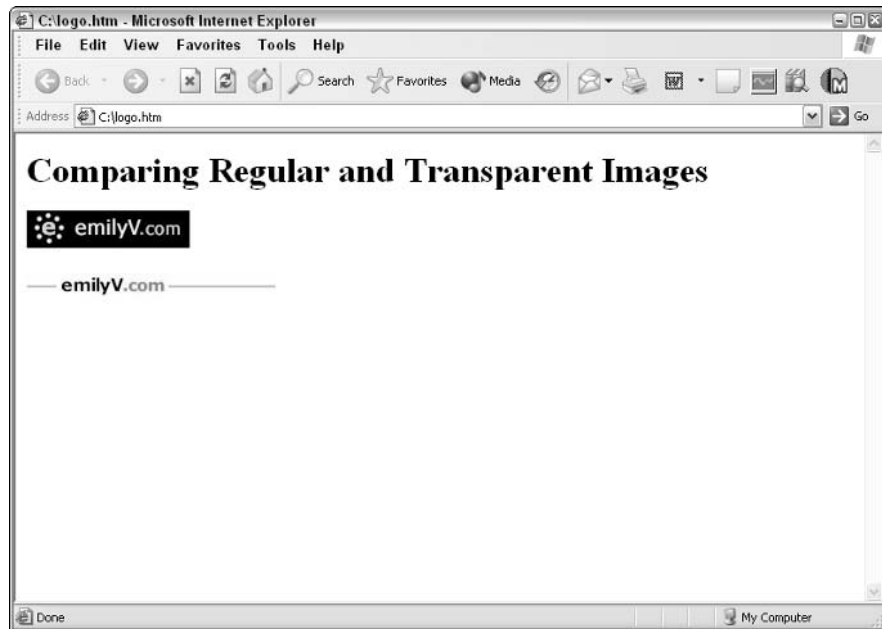 C:\logo.htm - Microsoft Internet Explorer
File Edit View Favorites Tools Help
Back Search Favorites Media
Address C:\logo.htm Go
Comparing Regular and Transparent Images
e emilyV.com
emilyV.com
Done My Computer